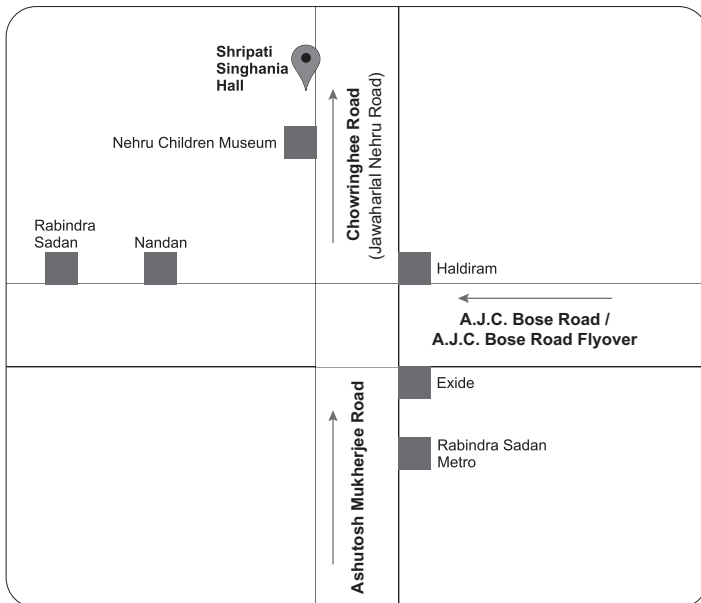 Shripati
Singhania
Hall
Nehru Children Museum
Chowringhee Road
(Jawaharlal Nehru Road)
Rabindra
Sadan
Nandan
Haldiram
A.J.C. Bose Road /
A.J.C. Bose Road Flyover
Exide
Rabindra Sadan
Metro
Ashutosh Mukherjee Road